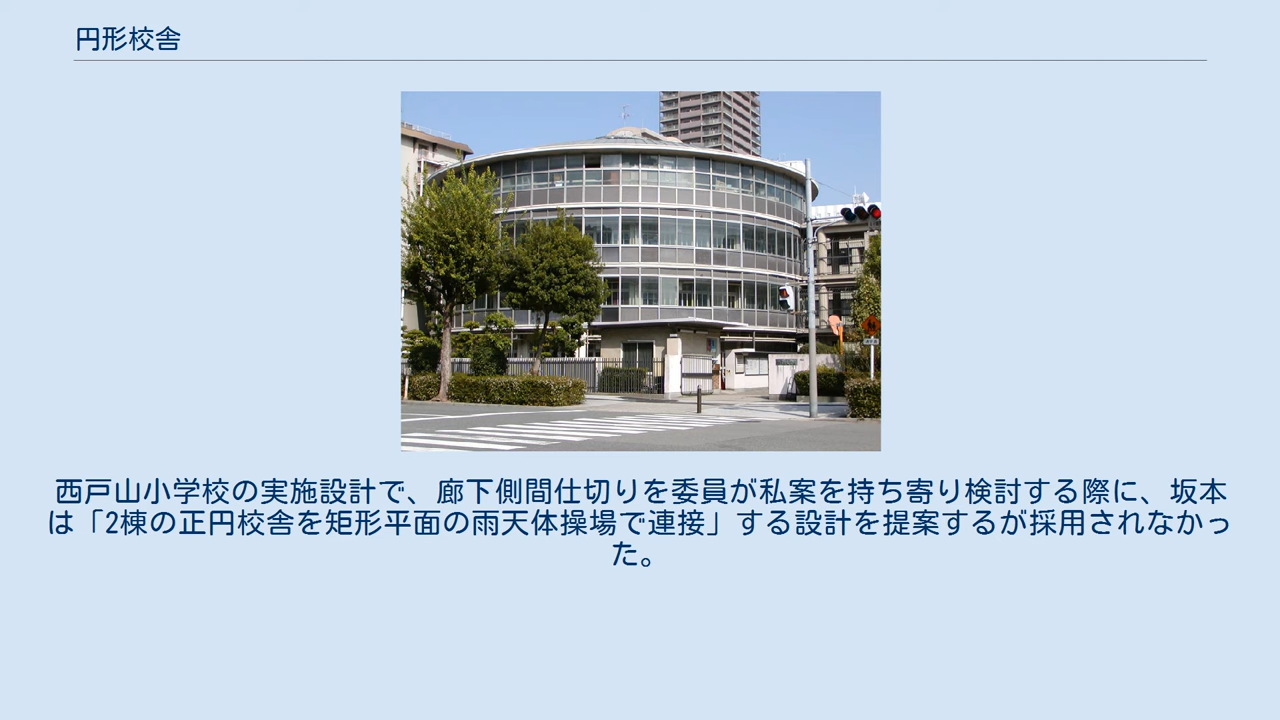 円形校舎
西戸山小学校の実施設計で、廊下側間仕切りを委員が私案を持ち寄り検討する際に、坂本
は「2棟の正円校舎を矩形平面の雨天体操場で連接」する設計を提案するが採用されなかっ
た。